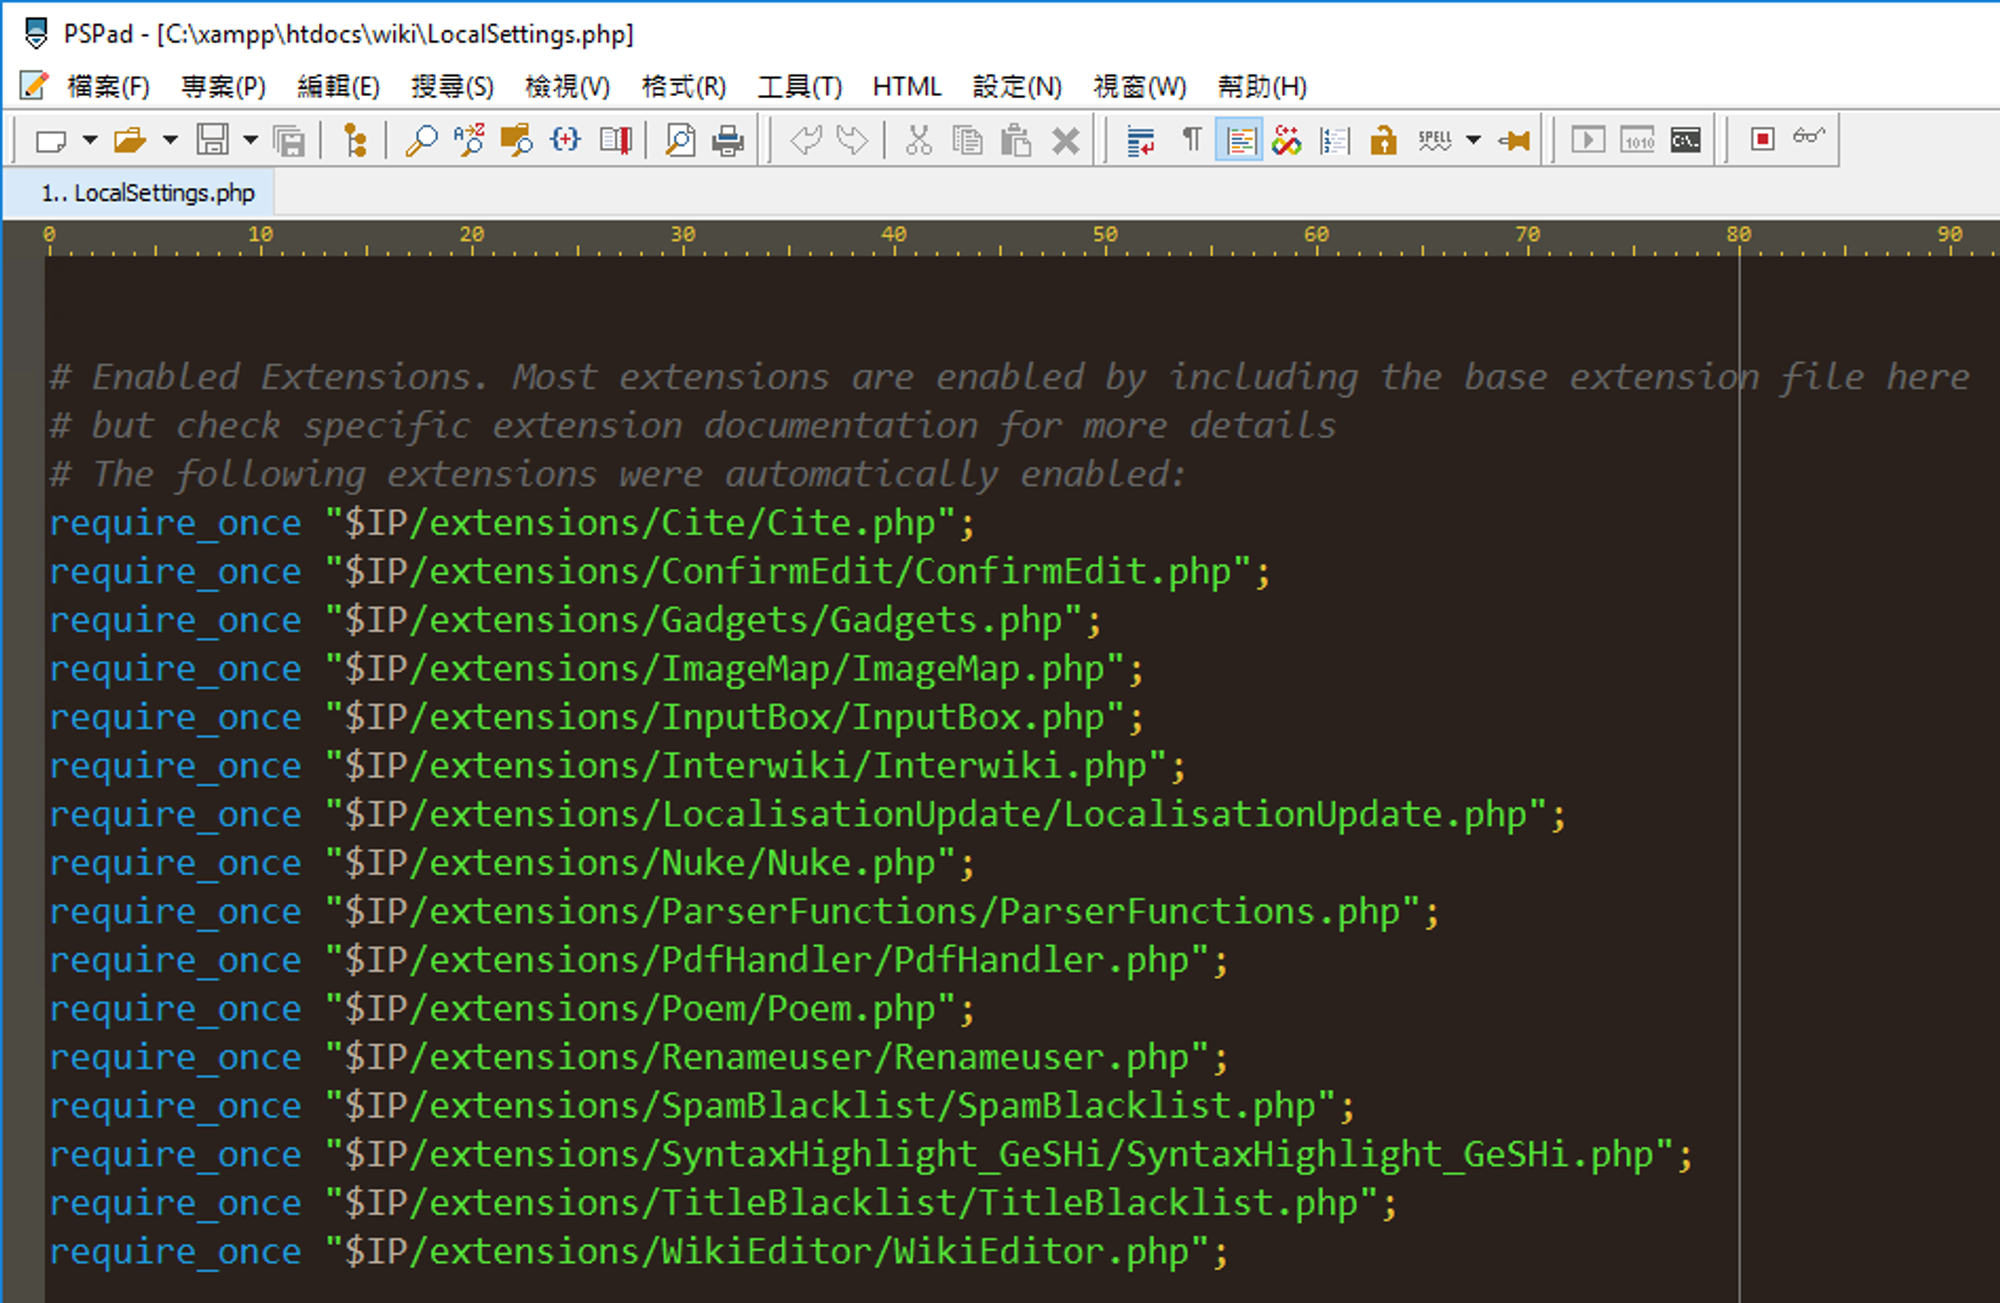 PSPad - [C:\xampp\htdocs\wiki\LocalSettings.php]
檔案(F) 專案(P) 編輯(E) 搜尋(S) 檢視(V) 格式(R) 工具(T) HTML 設定(N) 視窗(W) 幫助(H)
A→Z C++ SPELL 1010 C:\.
1.. LocalSettings.php
0 10 20 30 40 50 60 70 80 90
# Enabled Extensions. Most extensions are enabled by including the base extension file here
# but check specific extension documentation for more details
# The following extensions were automatically enabled:
require_once "$IP/extensions/Cite/Cite.php";
require_once "$IP/extensions/ConfirmEdit/ConfirmEdit.php";
require_once "$IP/extensions/Gadgets/Gadgets.php";
require_once "$IP/extensions/ImageMap/ImageMap.php";
require_once "$IP/extensions/InputBox/InputBox.php";
require_once "$IP/extensions/Interwiki/Interwiki.php";
require_once "$IP/extensions/LocalisationUpdate/LocalisationUpdate.php";
require_once "$IP/extensions/Nuke/Nuke.php";
require_once "$IP/extensions/ParserFunctions/ParserFunctions.php";
require_once "$IP/extensions/PdfHandler/PdfHandler.php";
require_once "$IP/extensions/Poem/Poem.php";
require_once "$IP/extensions/Renameuser/Renameuser.php";
require_once "$IP/extensions/SpamBlacklist/SpamBlacklist.php";
require_once "$IP/extensions/SyntaxHighlight_GeSHi/SyntaxHighlight_GeSHi.php";
require_once "$IP/extensions/TitleBlacklist/TitleBlacklist.php";
require_once "$IP/extensions/WikiEditor/WikiEditor.php";